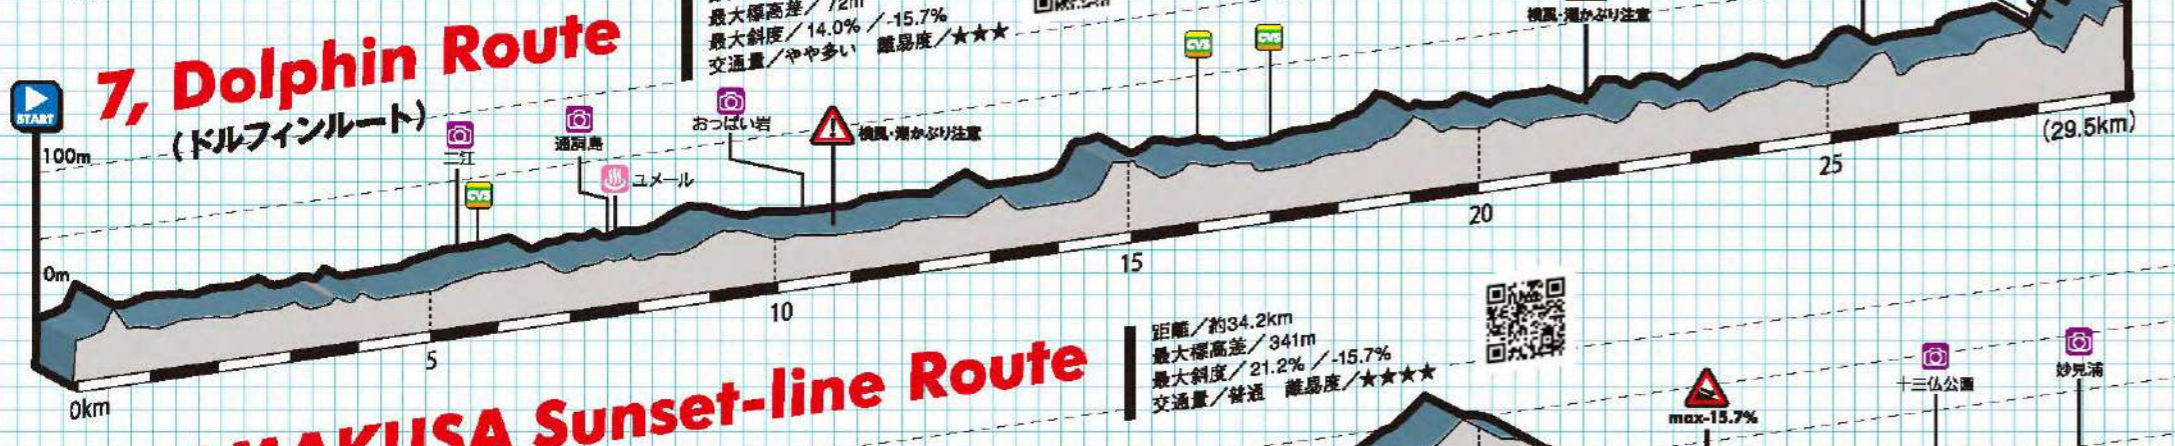 最大標高差/72m
最大斜度/14.0% /-15.7%
交通量/やや多い 難易度/★★★
7, Dolphin Route
(ドルフィンルート)
START
100m
0m
二江
CVS
通詞島
ユメール
おっぱい岩
横風・潮かぶり注意
CVS
CVS
横風・潮かぶり注意
0km
5
10
15
20
25
(29.5km)
AKUSA Sunset-line Route
距離/約34.2km
最大標高差/341m
最大斜度/21.2% /-15.7%
交通量/普通 難易度/★★★★
max-15.7%
十三仏公園
妙見浦